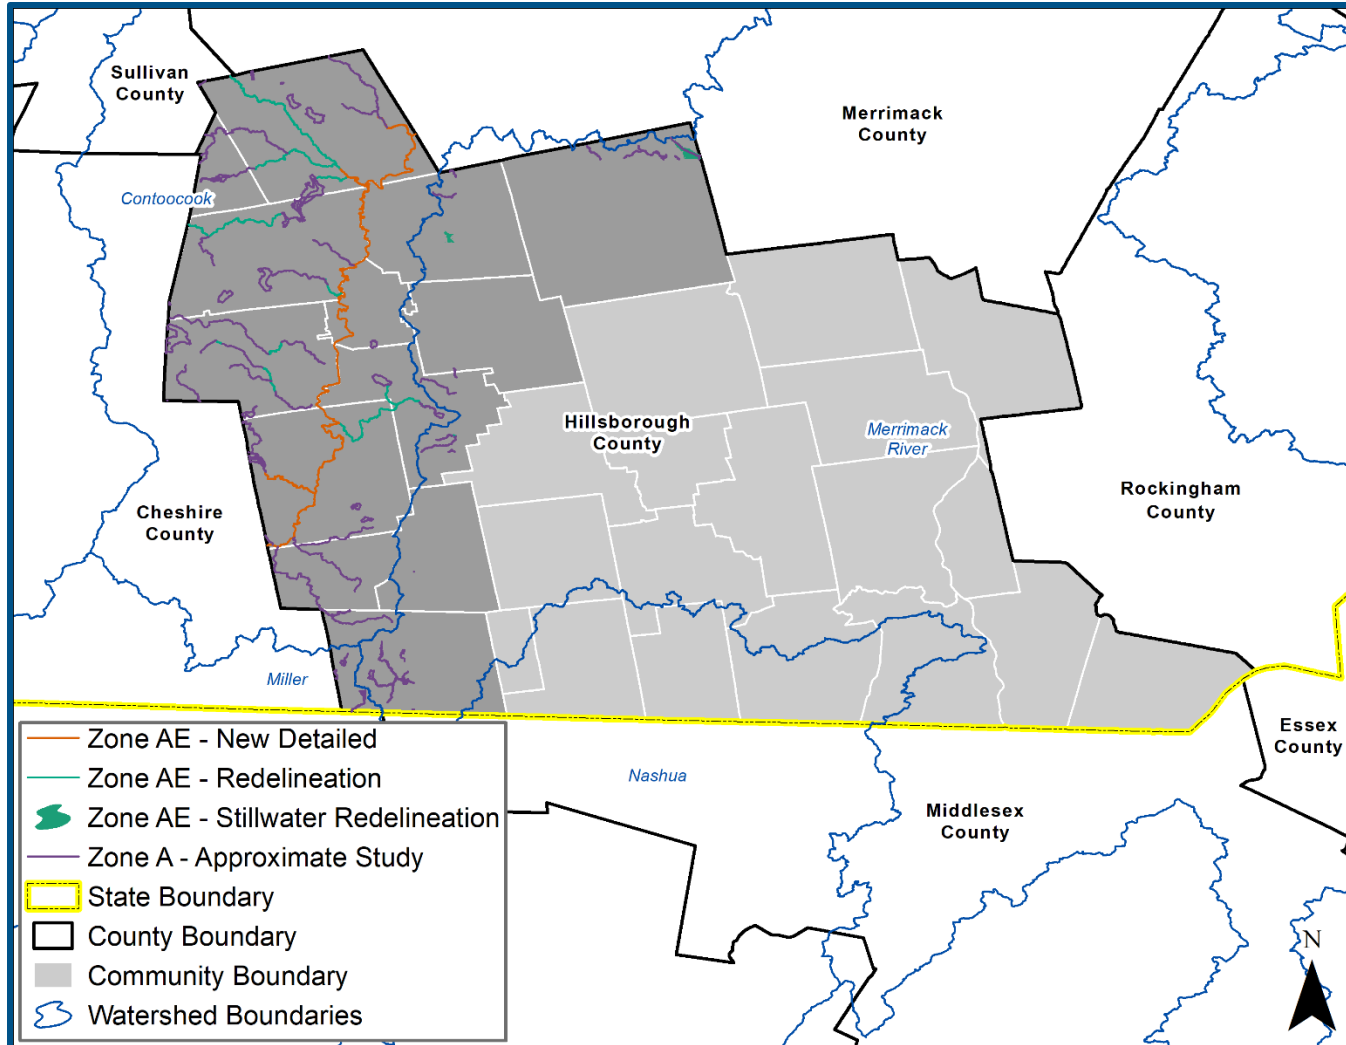 Sullivan
County
Merrimack
County
Contoocook
Hillsborough
County
Merrimack
River
Rockingham
County
Cheshire
County
Miller
Essex
County
Nashua
Middlesex
County
Zone AE - New Detailed
Zone AE - Redelineation
Zone AE - Stillwater Redelineation
Zone A - Approximate Study
State Boundary
County Boundary
Community Boundary
Watershed Boundaries
N